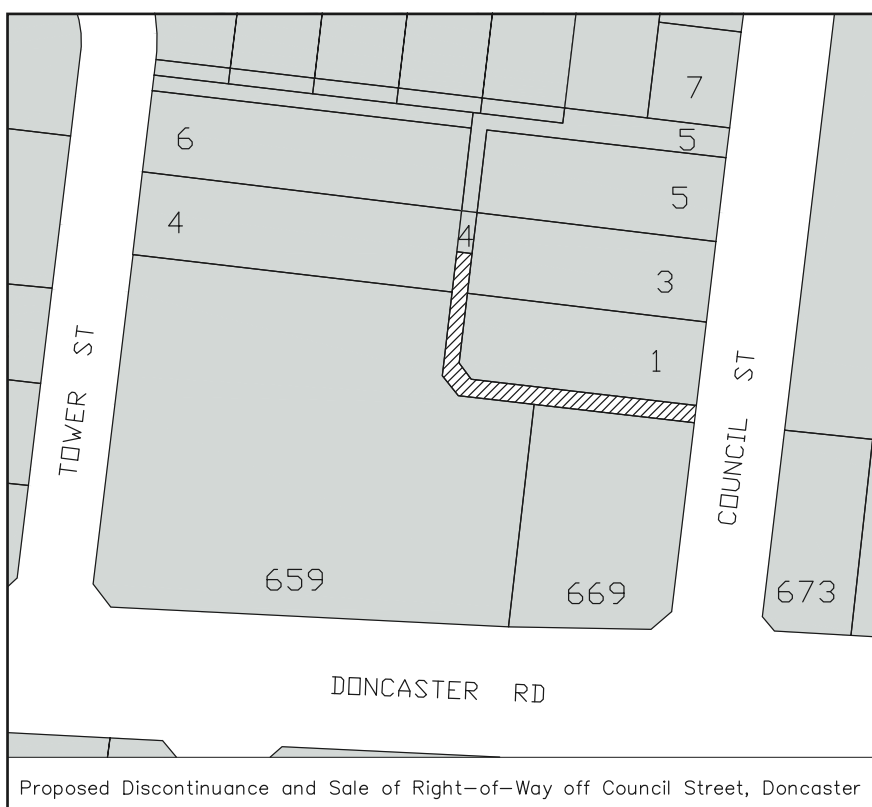 7
6
5
5
4
4
3
1
TOWER ST
COUNCIL ST
659
669
673
DONCASTER RD
Proposed Discontinuance and Sale of Right-of-Way off Council Street, Doncaster